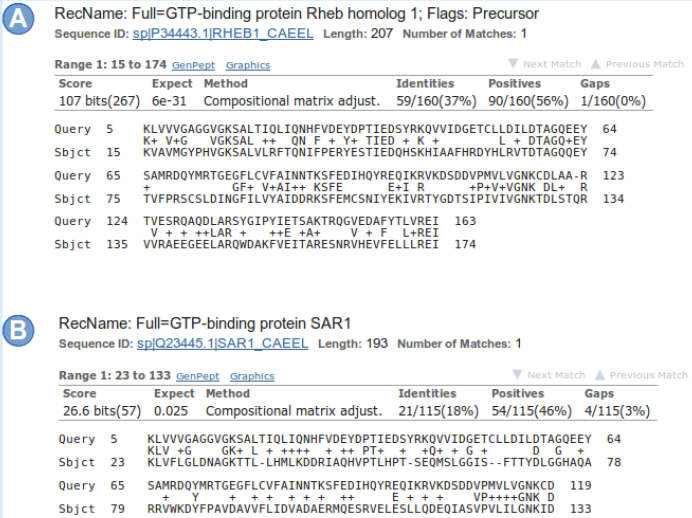 A
RecName: Full=GTP-binding protein Rheb homolog 1; Flags: Precursor
Sequence ID: sp|P34443.1|RHEB1_CAEEL Length: 207 Number of Matches: 1
Range 1: 15 to 174 GenPept Graphics ▼ Next Match ▲ Previous Match
Score Expect Method Identities Positives Gaps
107 bits(267) 6e-31 Compositional matrix adjust. 59/160(37%) 90/160(56%) 1/160(0%)
Query 5 KLVVVGAGGVGKSALTIQLIQNHFVDEYDPTIEDSYRKQVVIDGETCLLDILDTAGQEEY 64
K+ V+G VGKSAL ++ QN F + Y+ TIED + K + L + DTAGQ+EY
Sbjct 15 KVAVMGYPHVGKSALVLRFTQNIFPERYESTIEDQHSKHIAAFHRDYHLRVTDTAGQQEY 74
Query 65 SAMRDQYMRTGEGFLCVFAINNTKSFEDIHQYREQIKRVKDSDDVPMVLVGNKCDLAA-R 123
+ GF+ V+AI++ KSFE E+I R +P+V+VGNK DL+ R
Sbjct 75 TVFPRSCSLDINGFILVYAIDDRKSFEMCSNIYEKIVRTYGDTSIPIVIVGNKTDLSTQR 134
Query 124 TVESRQAQDLARSYGIPYIETSAKTRQGVEDAFYTLVREI 163
V + + ++LAR + ++E +A+ V + F L+REI
Sbjct 135 VVRAEEGEELARQWDAKFVEITARESNRVHEVFELLLREI 174
B
RecName: Full=GTP-binding protein SAR1
Sequence ID: sp|Q23445.1|SAR1_CAEEL Length: 193 Number of Matches: 1
Range 1: 23 to 133 GenPept Graphics ▼ Next Match ▲ Previous Match
Score Expect Method Identities Positives Gaps
26.6 bits(57) 0.025 Compositional matrix adjust. 21/115(18%) 54/115(46%) 4/115(3%)
Query 5 KLVVVGAGGVGKSALTIQLIQNHFVDEYDPTIEDSYRKQVVIDGETCLLDILDTAGQEEY 64
KLV +G GK+ L + ++++ + ++ PT+ + +Q+ + G + D G +
Sbjct 23 KLVFLGLDNAGKTTL-LHMLKDDRIAQHVPTLHPT-SEQMSLGGIS--FTTYDLGGHAQA 78
Query 65 SAMRDQYMRTGEGFLCVFAINNTKSFEDIHQYREQIKRVKDSDDVPMVLVGNKCD 119
+ Y + + + + + ++ E + + + VP++++GNK D
Sbjct 79 RRVWKDYFPAVDAVVFLIDVADAERMQESRVELESLLQDEQIASVPVLILGNKID 133